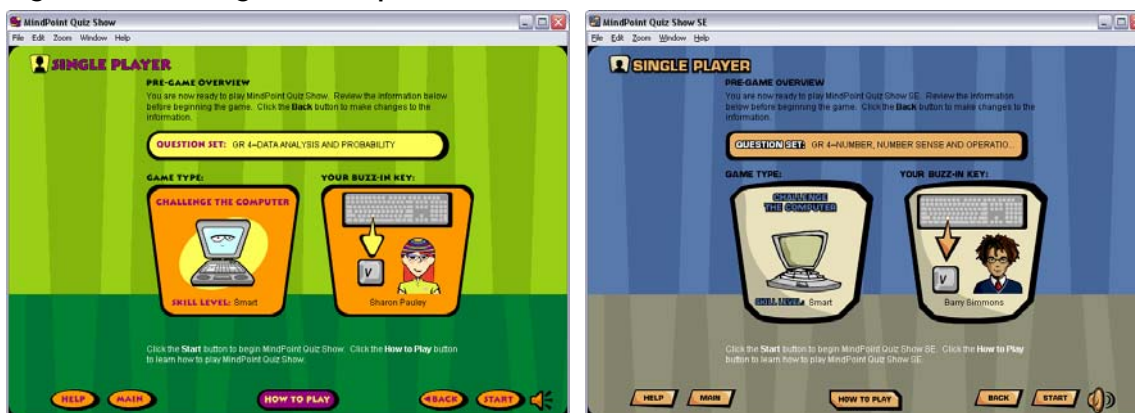 MindPoint Quiz Show
File Edit Zoom Window Help
SINGLE PLAYER
PRE-GAME OVERVIEW
You are now ready to play MindPoint Quiz Show. Review the information below
before beginning the game. Click the Back button to make changes to the
information.
QUESTION SET: GR 4-DATA ANALYSIS AND PROBABILITY
GAME TYPE:
CHALLENGE THE COMPUTER
SKILL LEVEL: Smart
YOUR BUZZ-IN KEY:
V
Sharon Pauley
Click the Start button to begin MindPoint Quiz Show. Click the How to Play button
to learn how to play MindPoint Quiz Show.
HELP MAIN HOW TO PLAY BACK START
MindPoint Quiz Show SE
File Edit Zoom Window Help
SINGLE PLAYER
PRE-GAME OVERVIEW
You are now ready to play MindPoint Quiz Show SE. Review the information
below before beginning the game. Click the Back button to make changes to the
information.
QUESTION SET: GR 4-NUMBER, NUMBER SENSE AND OPERATIO...
GAME TYPE:
CHALLENGE
THE COMPUTER
SKILL LEVEL: Smart
YOUR BUZZ-IN KEY:
V
Barry Simmons
Click the Start button to begin MindPoint Quiz Show SE. Click the How to Play
button to learn how to play MindPoint Quiz Show SE.
HELP MAIN HOW TO PLAY BACK START